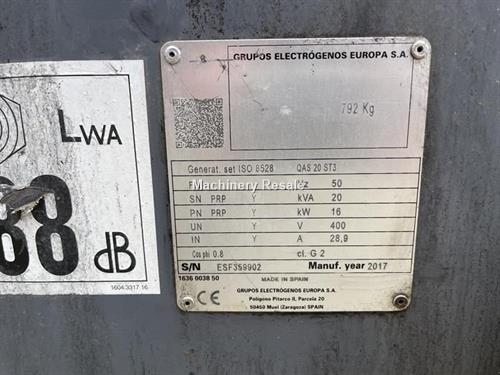 LWA
88
dB
1604 3317 16
GRUPOS ELECTRÓGENOS EUROPA S.A.
792 Kg
Generat. set ISO 8528 QAS 20 ST3
Machinery Resale
Hz 50
SN PRP Y kVA 20
PN PRP Y kW 16
UN Y V 400
IN Y A 28,9
Cos phi 0.8 cl. G 2
S/N ESF359902 Manuf. year 2017
1636 0038 50 MADE IN SPAIN
CE
GRUPOS ELECTRÓGENOS EUROPA S.A.
Polígono Pitarco II, Parcela 20
50450 Muel (Zaragoza) SPAIN